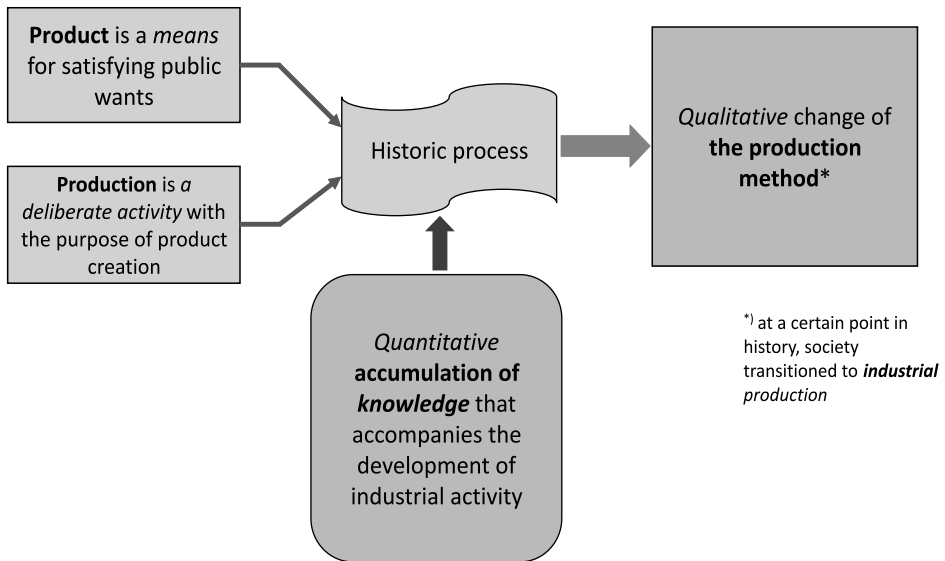 Product is a means
for satisfying public
wants
Production is a
deliberate activity with
the purpose of product
creation
Historic process
Quantitative
accumulation of
knowledge that
accompanies the
development of
industrial activity
Qualitative change of
the production
method*
*) at a certain point in
history, society
transitioned to industrial
production